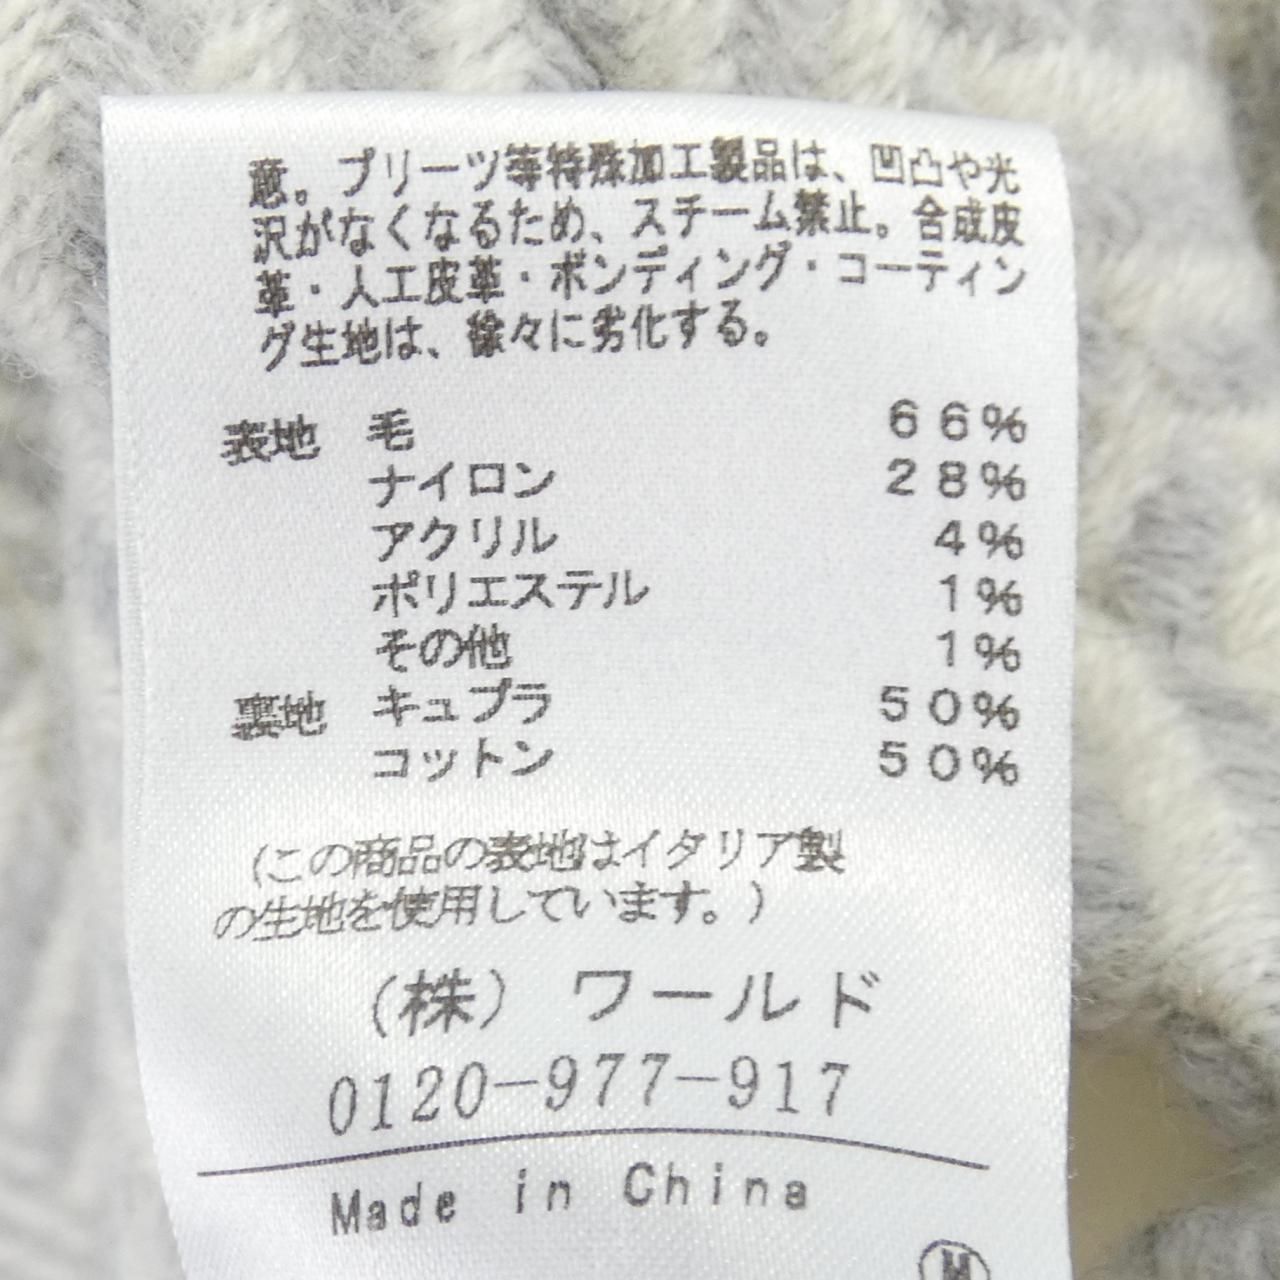 意。プリーツ等特殊加工製品は、凹凸や光
沢がなくなるため、スチーム禁止。合成皮
革・人工皮革・ボンディング・コーティン
グ生地は、徐々に劣化する。
表地 毛 66%
ナイロン 28%
アクリル 4%
ポリエステル 1%
その他 1%
裏地 キュプラ 50%
コットン 50%
(この商品の表地はイタリア製
の生地を使用しています。)
(株) ワールド
0120-977-917
Made in China
M